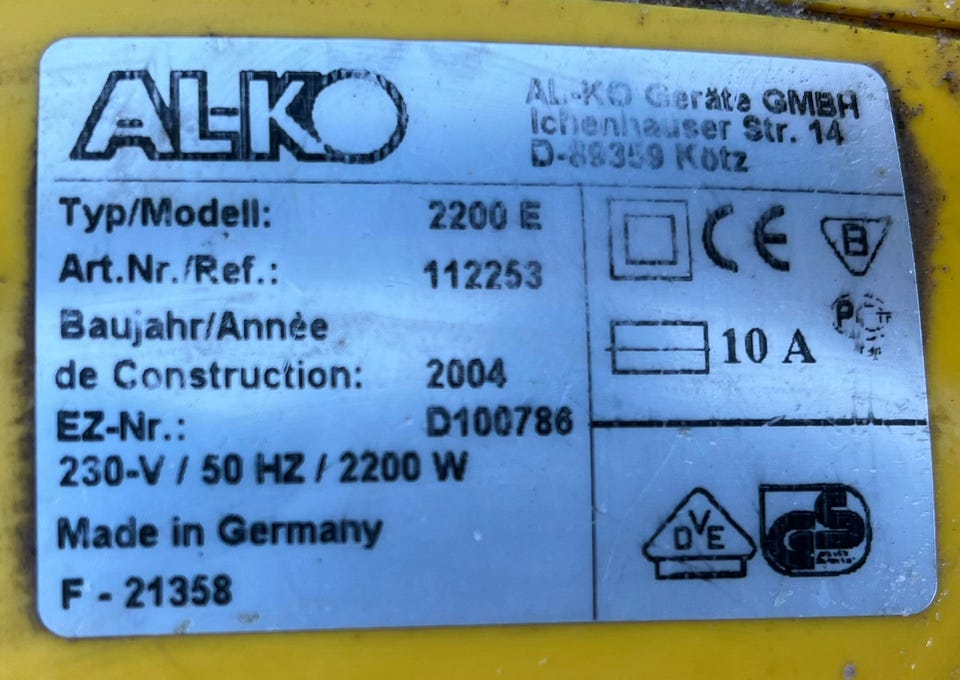 AL-KO
AL-KO Geräte GMBH
Ichenhauser Str. 14
D-89359 Kötz
Typ/Modell: 2200 E
Art.Nr./Ref.: 112253
Baujahr/Année
de Construction: 2004
EZ-Nr.: D100786
230-V / 50 HZ / 2200 W
Made in Germany
F - 21358
CE
B
10 A
DVE
GS